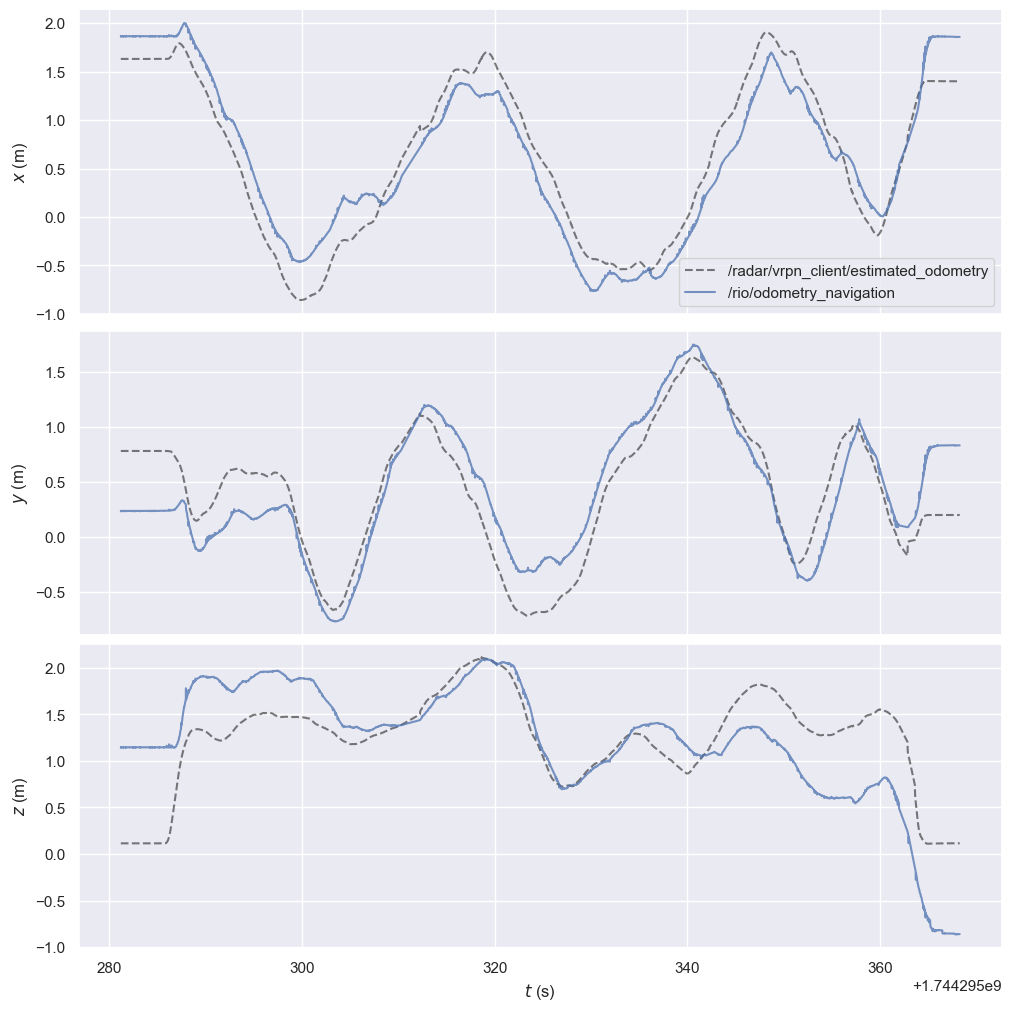 2.0
1.5
1.0
0.5
0.0
−0.5
−1.0
x (m)
/radar/vrpn_client/estimated_odometry
/rio/odometry_navigation
1.5
1.0
0.5
0.0
−0.5
y (m)
2.0
1.5
1.0
0.5
0.0
−0.5
−1.0
z (m)
280 300 320 340 360
+1.744295e9
t (s)